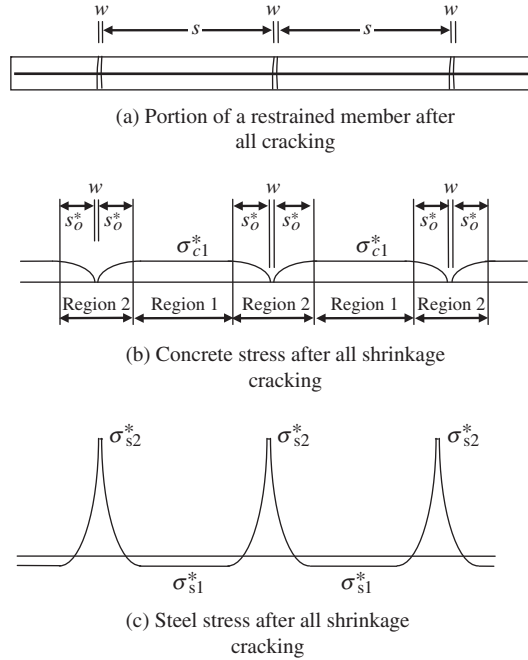 w w w
s s
(a) Portion of a restrained member after
all cracking
w w w
s*o s*o s*o s*o s*o s*o
σ*c1 σ*c1
Region 2 Region 1 Region 2 Region 1 Region 2
(b) Concrete stress after all shrinkage
cracking
σ*s2 σ*s2 σ*s2
σ*s1 σ*s1
(c) Steel stress after all shrinkage
cracking